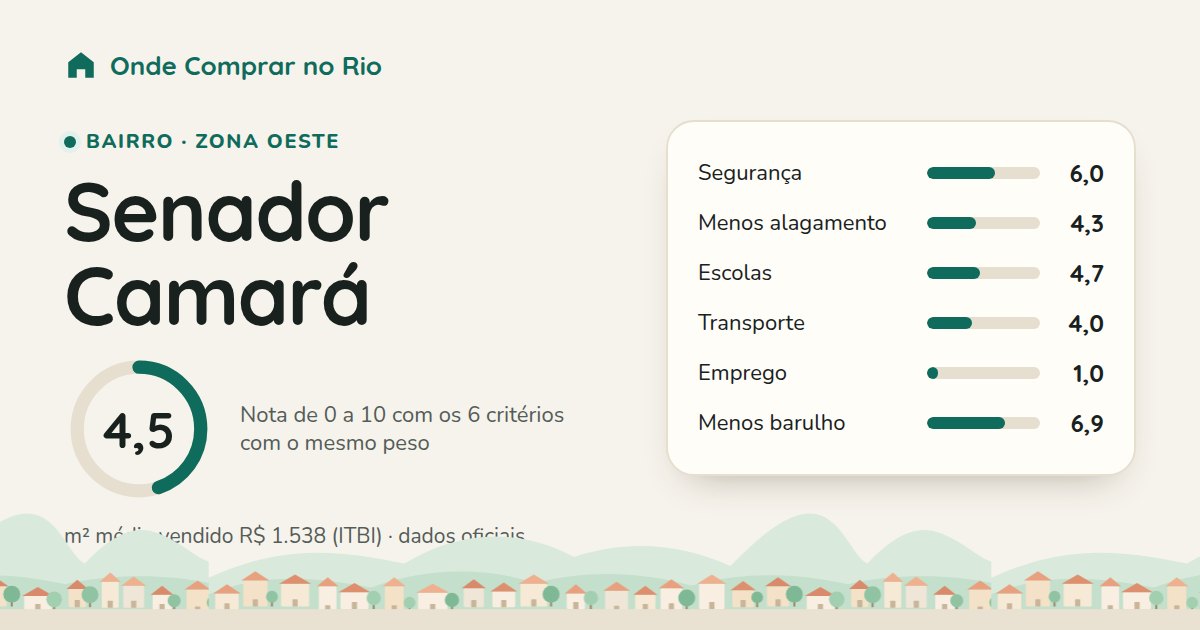 Onde Comprar no Rio
BAIRRO · ZONA OESTE
Senador
Camará
4,5
Nota de 0 a 10 com os 6 critérios
com o mesmo peso
m² médio vendido R$ 1.538 (ITBI) · dados oficiais
Segurança 6,0
Menos alagamento 4,3
Escolas 4,7
Transporte 4,0
Emprego 1,0
Menos barulho 6,9